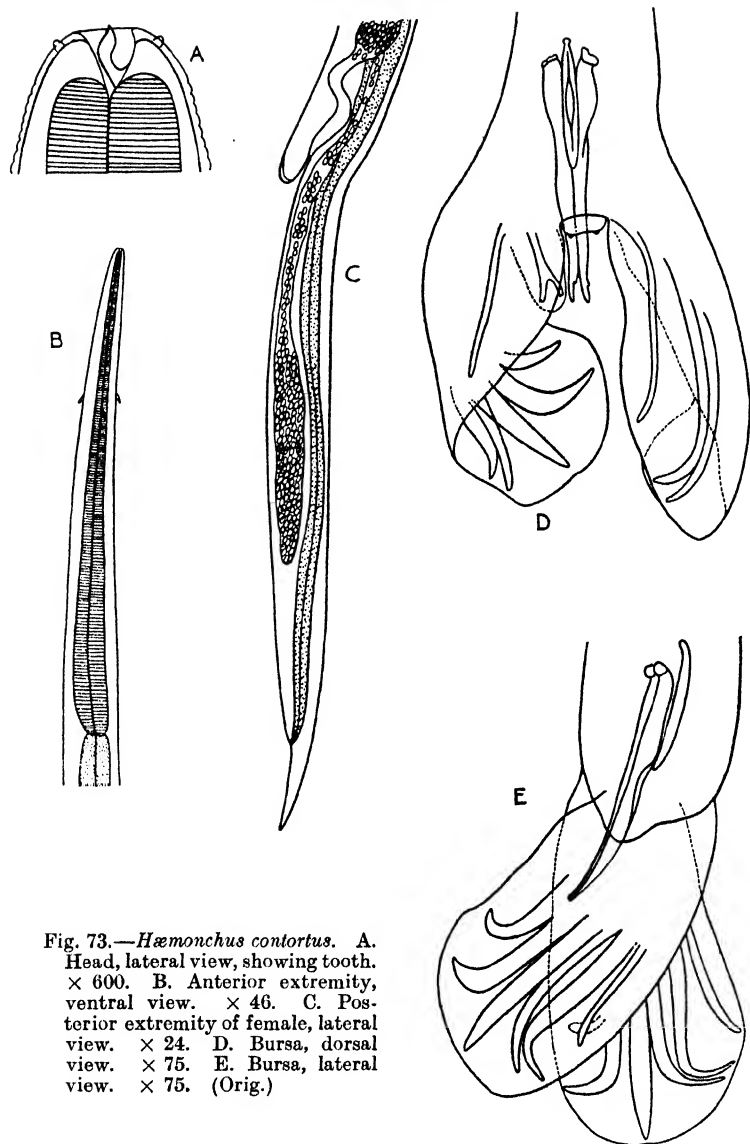 A
B
C
D
E
Fig. 73.—Hæmonchus contortus. A.
Head, lateral view, showing tooth.
× 600. B. Anterior extremity,
ventral view. × 46. C. Pos-
terior extremity of female, lateral
view. × 24. D. Bursa, dorsal
view. × 75. E. Bursa, lateral
view. × 75. (Orig.)